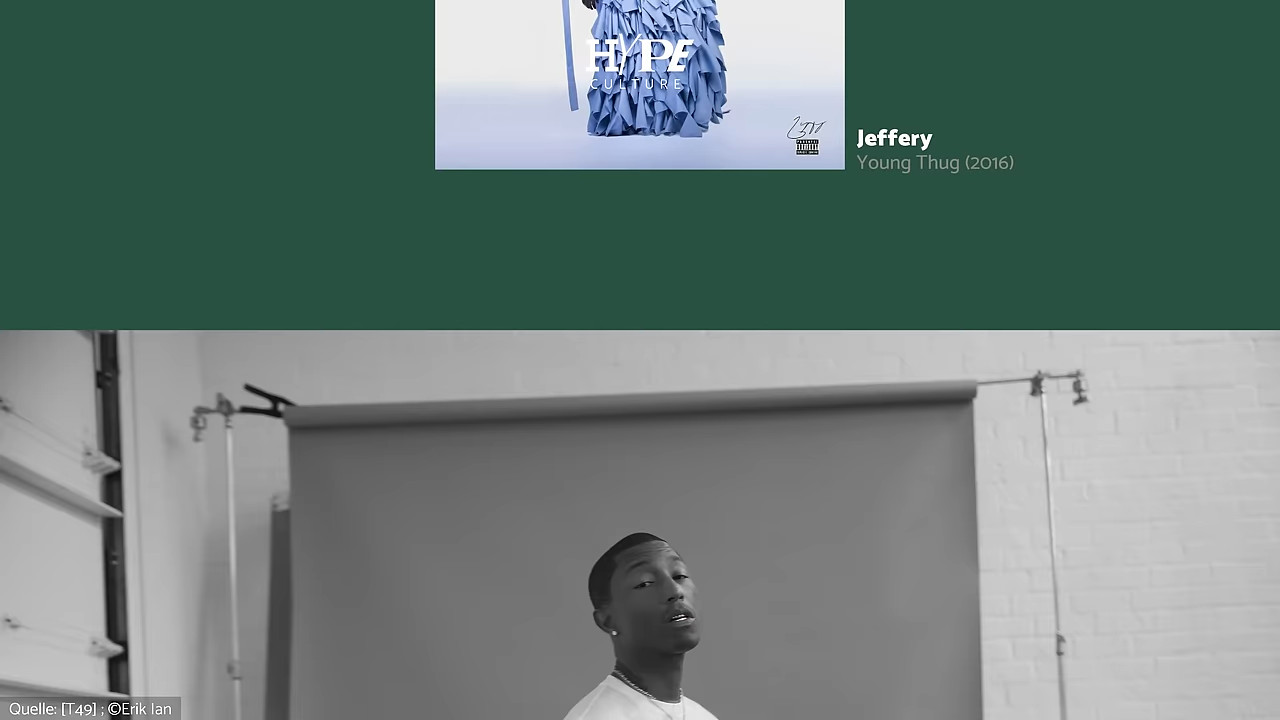 HYPE
CULTURE
Jeffery
Young Thug (2016)
Quelle: [T49] ; ©Erik Ian